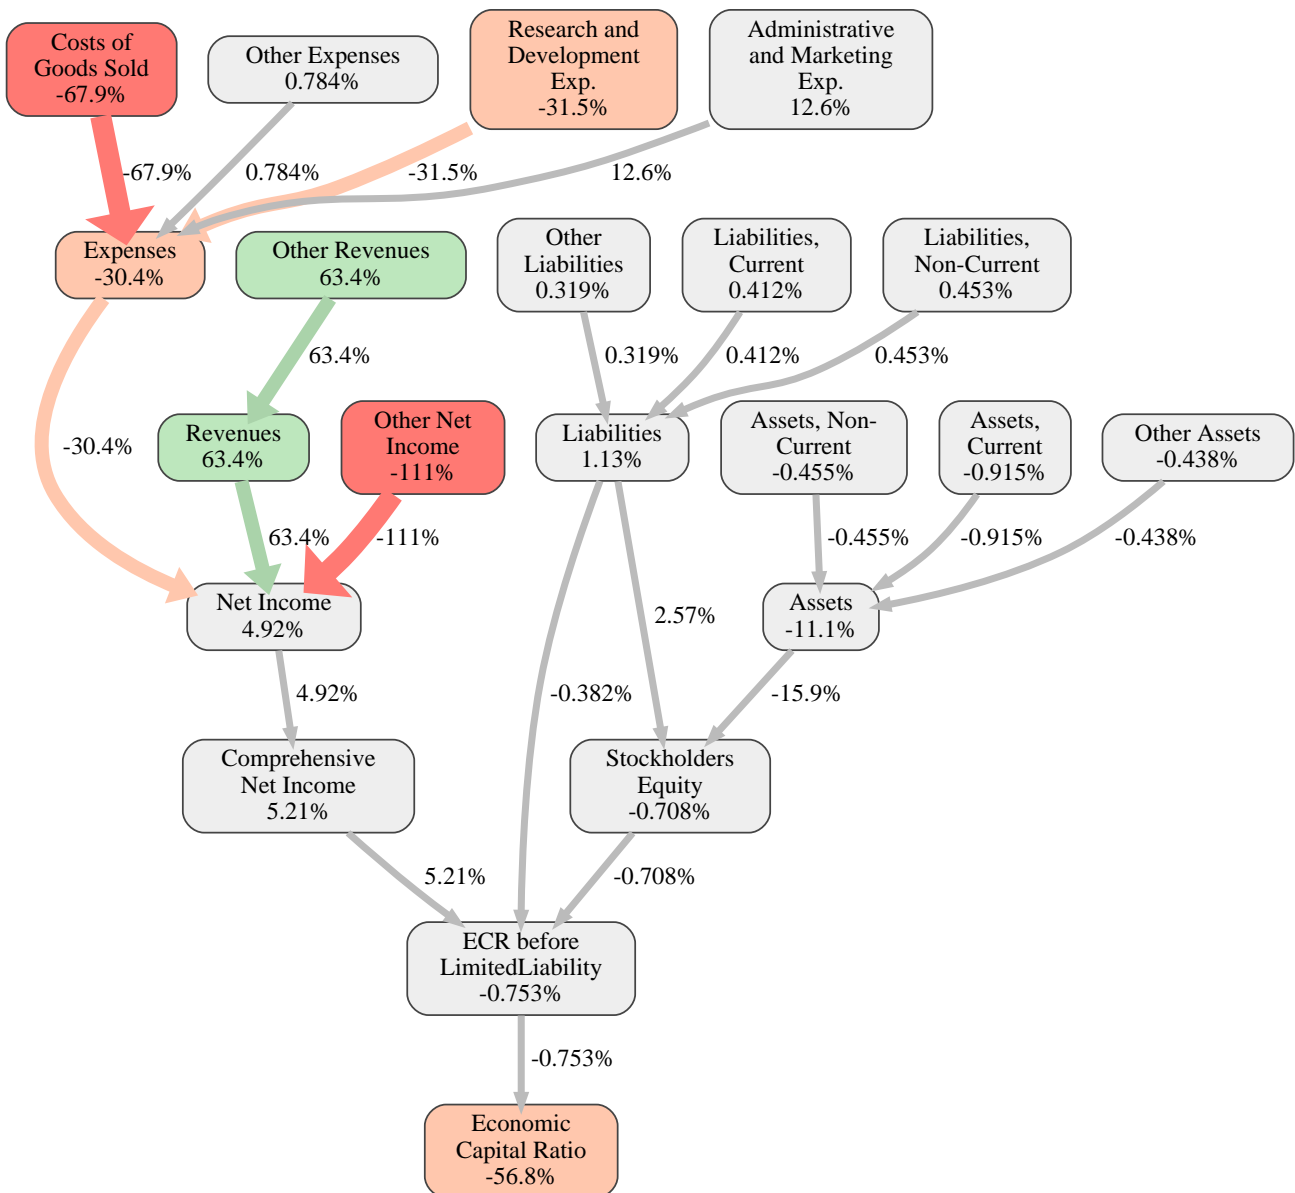 Costs of
Goods Sold
-67.9%
Other Expenses
0.784%
Research and
Development
Exp.
-31.5%
Administrative
and Marketing
Exp.
12.6%
-67.9%
0.784%
-31.5%
12.6%
Expenses
-30.4%
Other Revenues
63.4%
Other
Liabilities
0.319%
Liabilities,
Current
0.412%
Liabilities,
Non-Current
0.453%
63.4%
0.319%
0.412%
0.453%
-30.4%
Revenues
63.4%
Other Net
Income
-111%
Liabilities
1.13%
Assets, Non-
Current
-0.455%
Assets,
Current
-0.915%
Other Assets
-0.438%
63.4%
-111%
-0.455%
-0.915%
-0.438%
Net Income
4.92%
2.57%
Assets
-11.1%
4.92%
-0.382%
-15.9%
Comprehensive
Net Income
5.21%
Stockholders
Equity
-0.708%
5.21%
-0.708%
ECR before
LimitedLiability
-0.753%
-0.753%
Economic
Capital Ratio
-56.8%